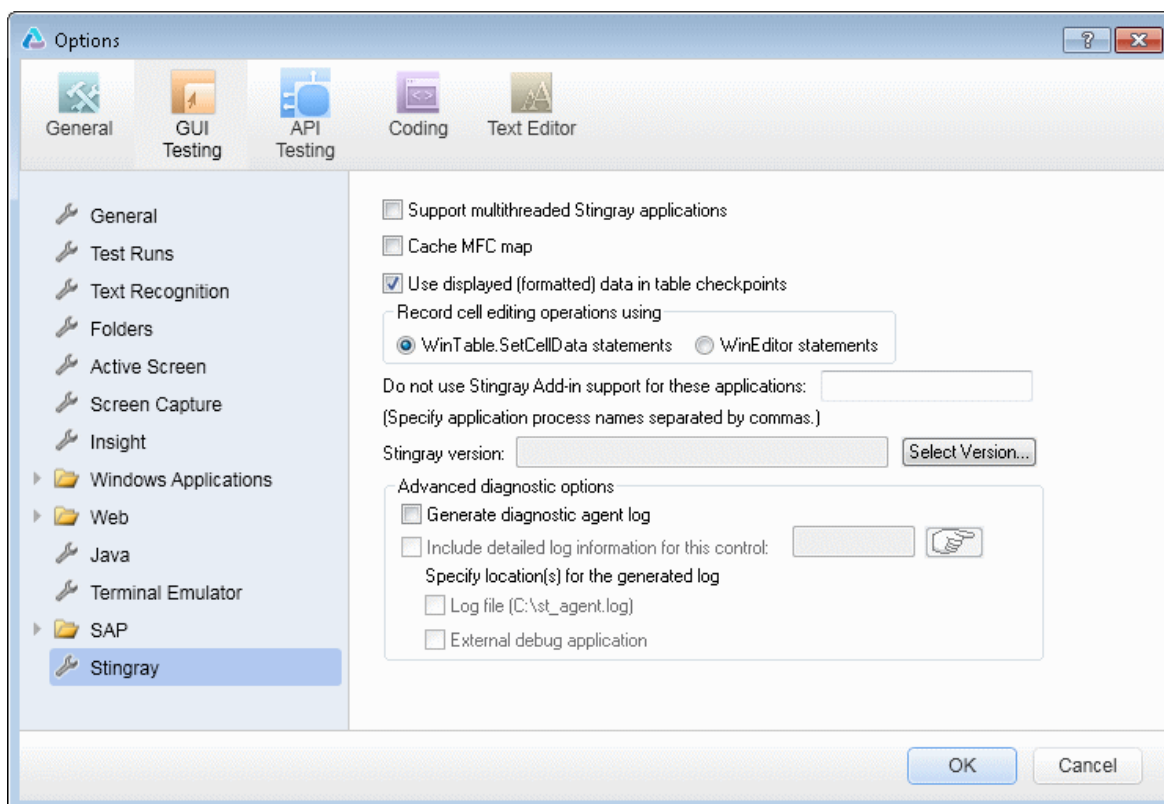 Options
General
GUI
Testing
API
Testing
Coding
Text Editor
General
Test Runs
Text Recognition
Folders
Active Screen
Screen Capture
Insight
Windows Applications
Web
Java
Terminal Emulator
SAP
Stingray
Support multithreaded Stingray applications
Cache MFC map
Use displayed (formatted) data in table checkpoints
Record cell editing operations using
WinTable.SetCellData statements
WinEditor statements
Do not use Stingray Add-in support for these applications:
(Specify application process names separated by commas.)
Stingray version:
Select Version...
Advanced diagnostic options
Generate diagnostic agent log
Include detailed log information for this control:
Specify location(s) for the generated log
Log file (C:\st_agent.log)
External debug application
OK
Cancel